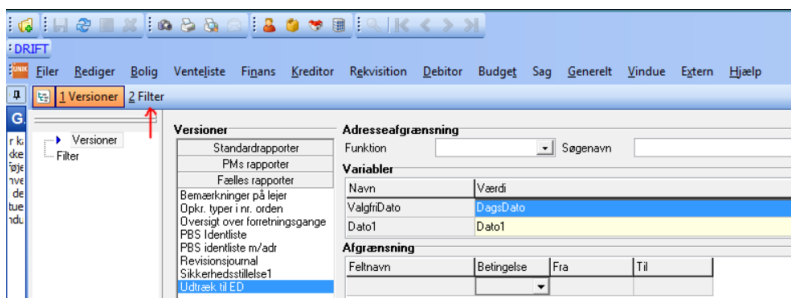 DRIFT
Filer Rediger Bolig Venteliste Finans Kreditor Rekvisition Debitor Budget Sag Generelt Vindue Extern Hjælp
1 Versioner 2 Filter
G.
Versioner
Filter
Versioner
Standardrapporter
PMs rapporter
Fælles rapporter
Bemærkninger på lejer
Opkr. typer i nr. orden
Oversigt over forretningsgange
PBS Identliste
PBS identliste m/adr
Revisionsjournal
Sikkerhedsstillelse1
Udtræk til ED
Adresseafgrænsning
Funktion Søgenavn
Variabler
Navn Værdi
ValgfriDato DagsDato
Dato1 Dato1
Afgrænsning
Feltnavn Betingelse Fra Til